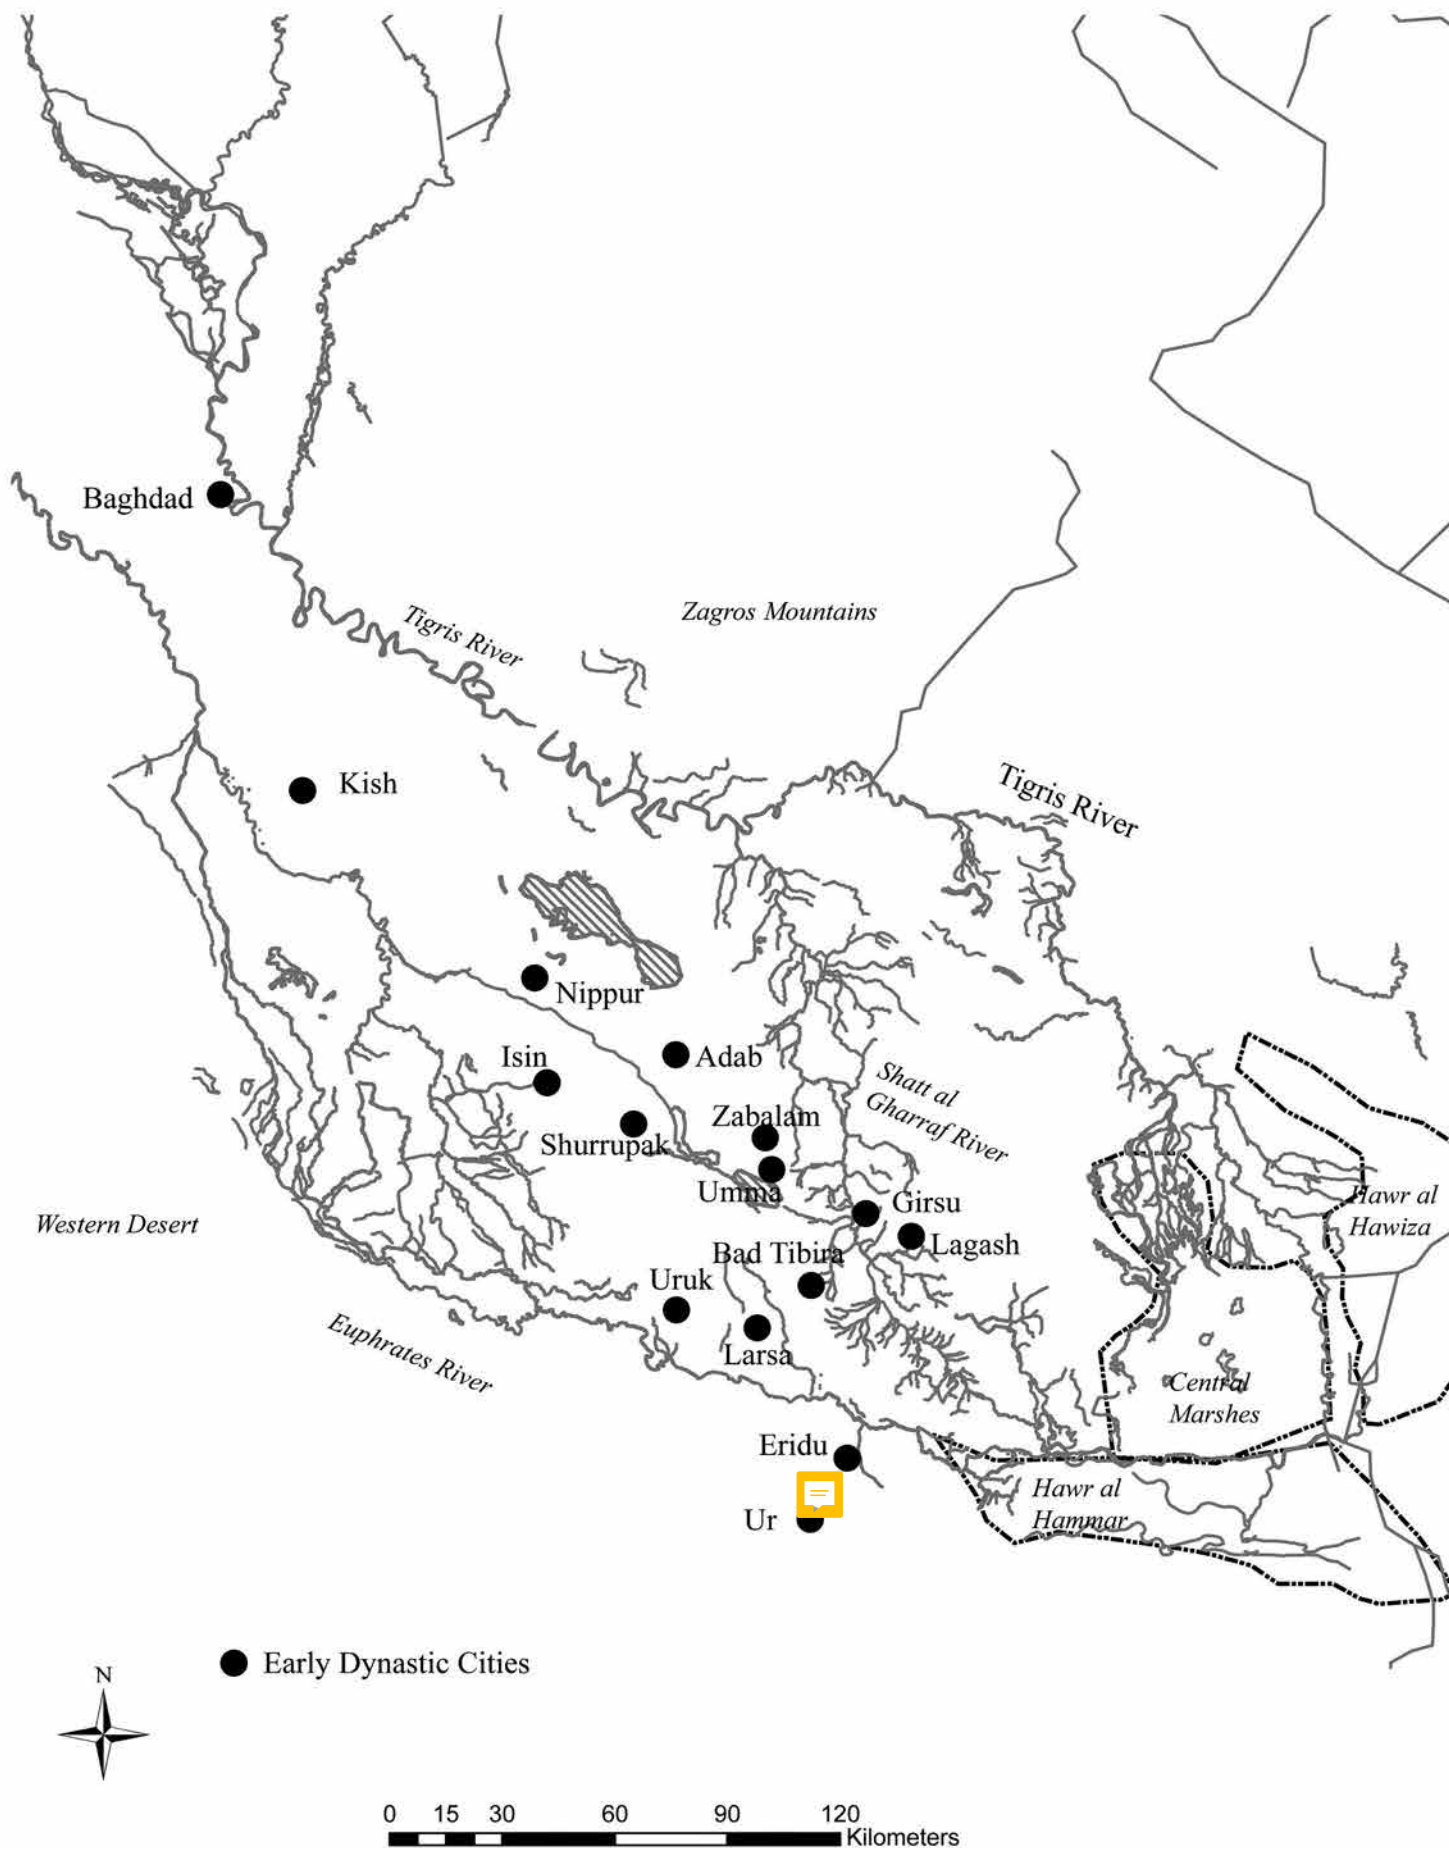 Baghdad
Tigris River
Zagros Mountains
Kish
Tigris River
Nippur
Isin
Adab
Shatt al
Gharraf River
Zabalam
Shurrupak
Umma
Girsu
Hawr al
Hawiza
Western Desert
Lagash
Bad Tibira
Uruk
Larsa
Euphrates River
Central
Marshes
Eridu
Hawr al
Hammar
Ur
Early Dynastic Cities
N
0 15 30 60 90 120
Kilometers